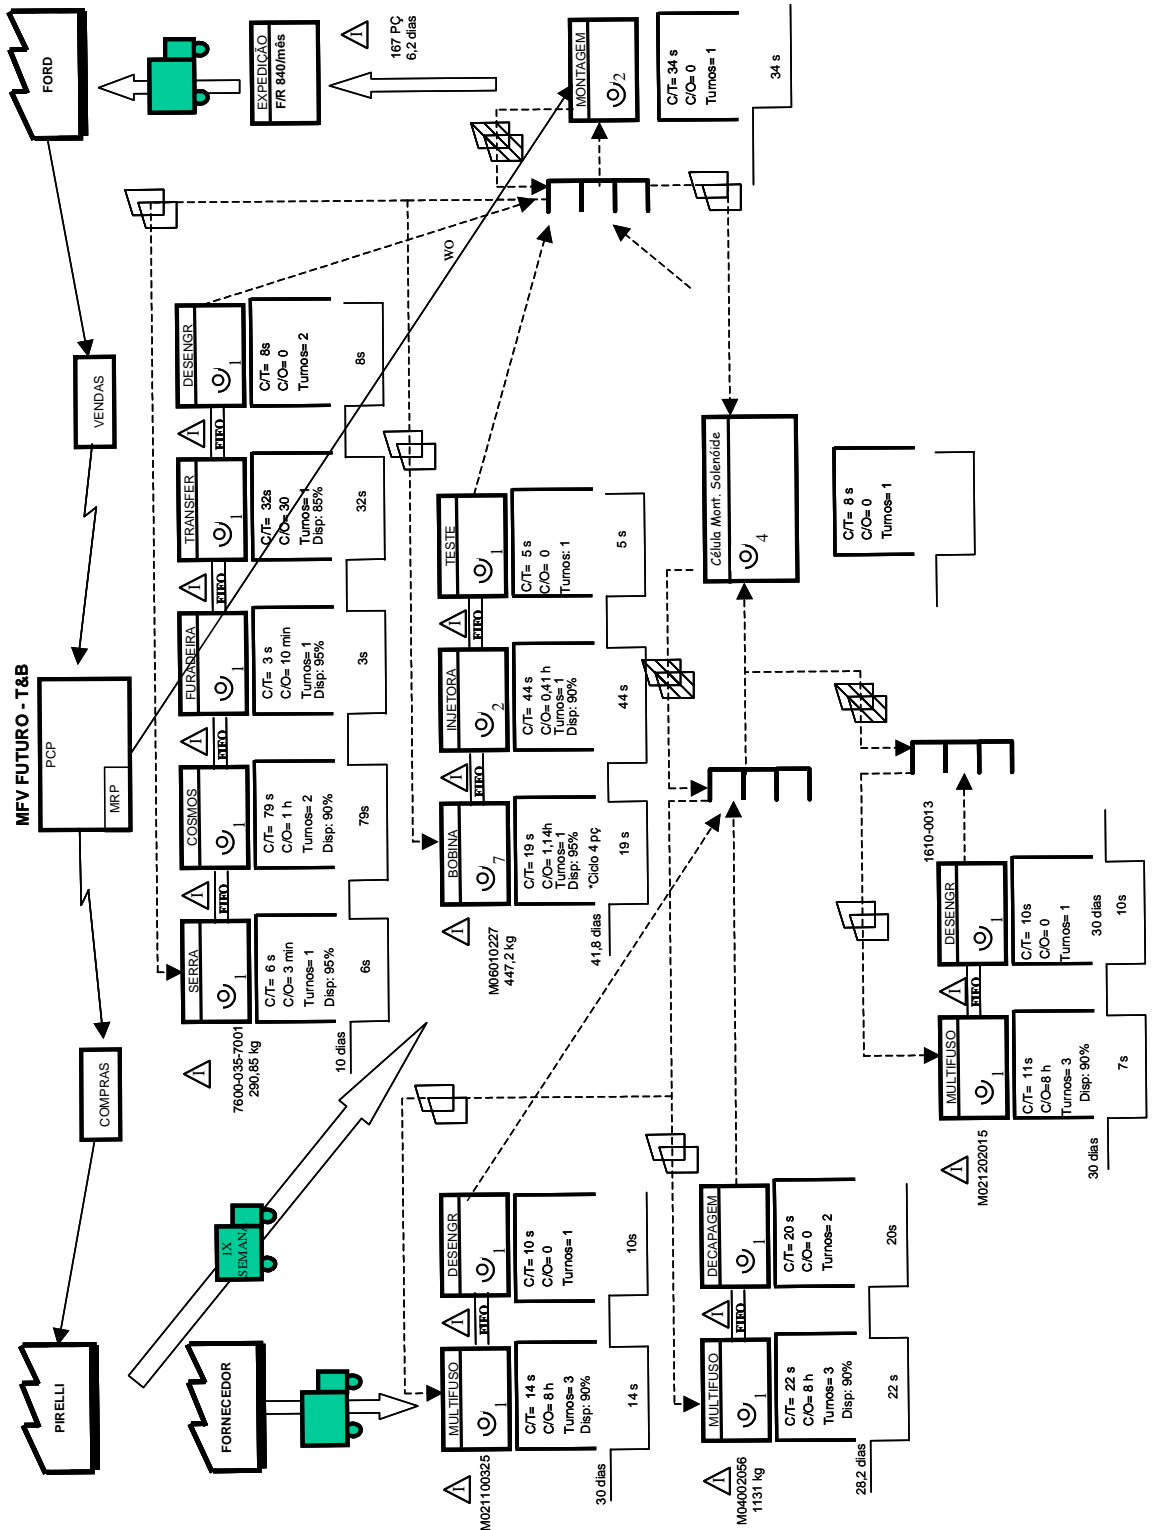 MFV FUTURO - T&B
PIRELLI
COMPRAS
PCP
MRP
VENDAS
FORD
FORNECEDOR
1X
SEMANA
EXPEDIÇÃO
F/R 840/mês
I
167 PÇ
6,2 dias
WO
I
7600-035-7001
290,85 kg
10 dias
SERRA
1
C/T= 6 s
C/O= 3 min
Turnos= 1
Disp: 95%
6s
I
FIFO
COSMOS
1
C/T= 79 s
C/O= 1 h
Turnos= 2
Disp: 90%
79s
I
FIFO
FURADEIRA
1
C/T= 3 s
C/O= 10 min
Turnos= 1
Disp: 95%
3s
I
FIFO
TRANSFER
1
C/T= 32s
C/O= 30
Turnos= 1
Disp: 85%
32s
I
FIFO
DESENGR
1
C/T= 8s
C/O= 0
Turnos= 2
8s
I
M06010227
447,2 kg
41,8 dias
BOBINA
7
C/T= 19 s
C/O= 1,14h
Turnos= 1
Disp: 95%
*Ciclo 4 pç
19 s
I
FIFO
INJETORA
2
C/T= 44 s
C/O= 0,41 h
Turnos= 1
Disp: 90%
44 s
I
FIFO
TESTE
1
C/T= 5 s
C/O= 0
Turnos: 1
5 s
MONTAGEM
2
C/T= 34 s
C/O= 0
Turnos= 1
34 s
I
M021100325
30 dias
MULTIFUSO
1
C/T= 14 s
C/O= 8 h
Turnos= 3
Disp: 90%
14 s
I
FIFO
DESENGR
1
C/T= 10 s
C/O= 0
Turnos= 1
10s
I
M04002056
1131 kg
28,2 dias
MULTIFUSO
1
C/T= 22 s
C/O= 8 h
Turnos= 3
Disp: 90%
22 s
I
FIFO
DECAPAGEM
1
C/T= 20 s
C/O= 0
Turnos= 2
20s
Célula Mont. Solenóide
4
C/T= 8 s
C/O= 0
Turnos= 1
I
M021202015
30 dias
MULTIFUSO
1
C/T= 11s
C/O=8 h
Turnos= 3
Disp: 90%
7s
I
FIFO
DESENGR
1
1610-0013
C/T= 10s
C/O= 0
Turnos= 1
30 dias
10s